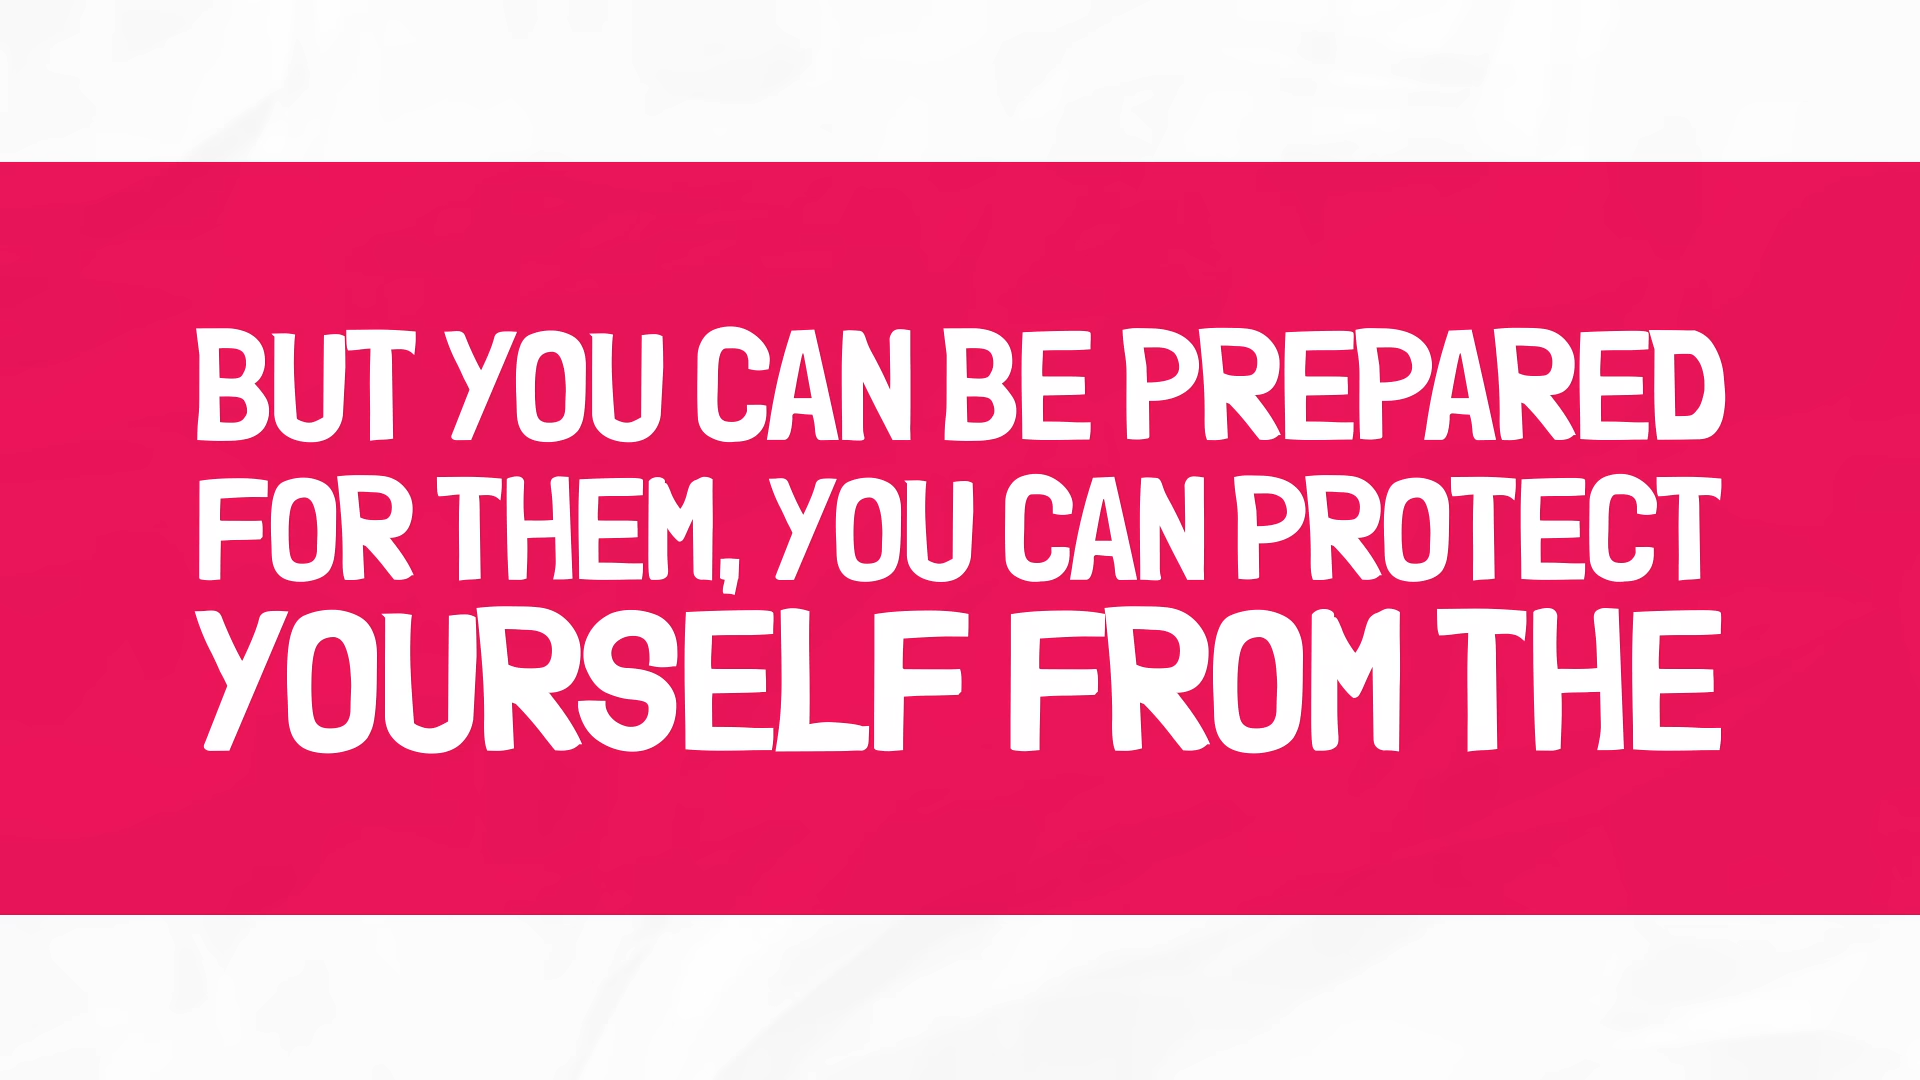 BUT YOU CAN BE PREPARED
FOR THEM, YOU CAN PROTECT
YOURSELF FROM THE